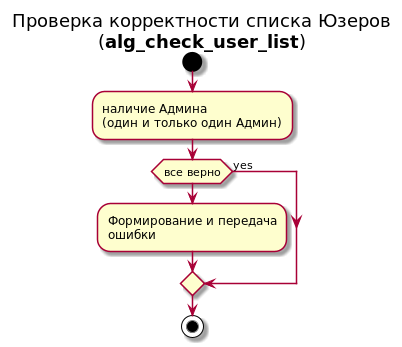 Проверка корректности списка Юзеров
(alg_check_user_list)
наличие Админа
(один и только один Админ)
все верно
yes
Формирование и передача
ошибки